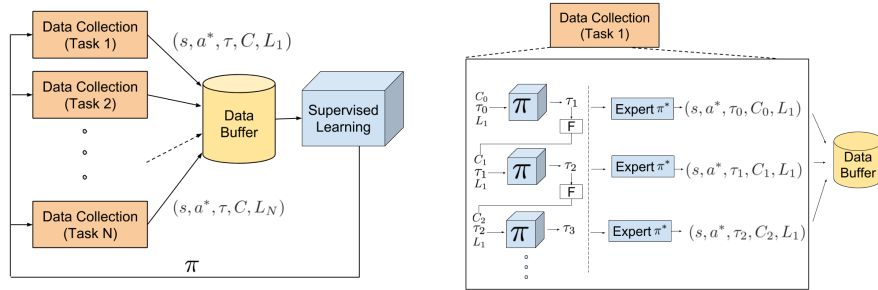 Data Collection
(Task 1)
(s, a*, τ, C, L₁)
Data Collection
(Task 2)
Data
Buffer
Supervised
Learning
(s, a*, τ, C, L_N)
Data Collection
(Task N)
π
Data Collection
(Task 1)
C₀
τ₀
L₁
π
τ₁
F
Expert π*
(s, a*, τ₀, C₀, L₁)
C₁
τ₁
L₁
π
τ₂
F
Expert π*
(s, a*, τ₁, C₁, L₁)
C₂
τ₂
L₁
π
τ₃
Expert π*
(s, a*, τ₂, C₂, L₁)
Data
Buffer